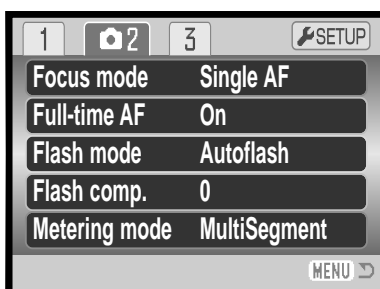 1 2 3 SETUP
Focus mode Single AF
Full-time AF On
Flash mode Autoflash
Flash comp. 0
Metering mode MultiSegment
MENU